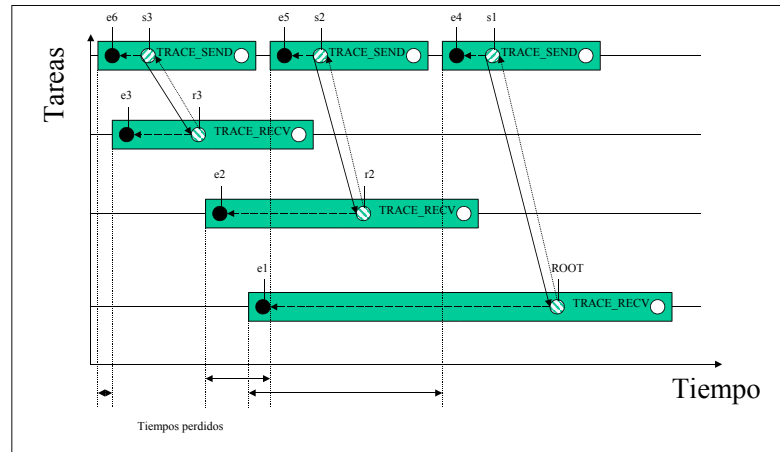 e6 s3 e5 s2 e4 s1
TRACE_SEND TRACE_SEND TRACE_SEND
Tareas
e3 r3
TRACE_RECV
e2 r2
TRACE_RECV
e1 ROOT
TRACE_RECV
Tiempo
Tiempos perdidos